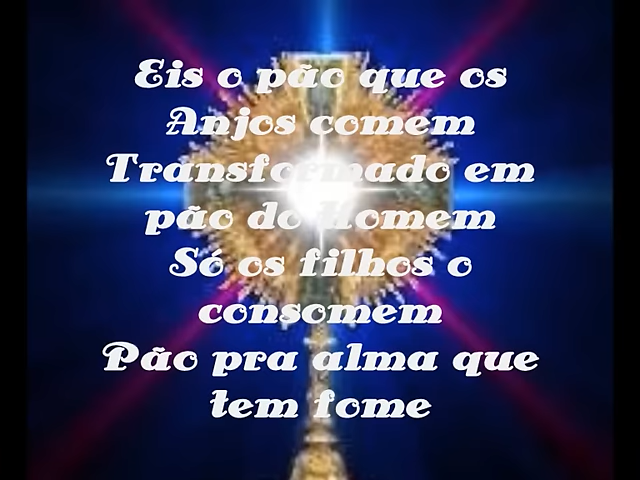 Eis o pão que os
Anjos comem
Transformado em
pão do Homem
Só os filhos o
consomem
Pão pra alma que
tem fome